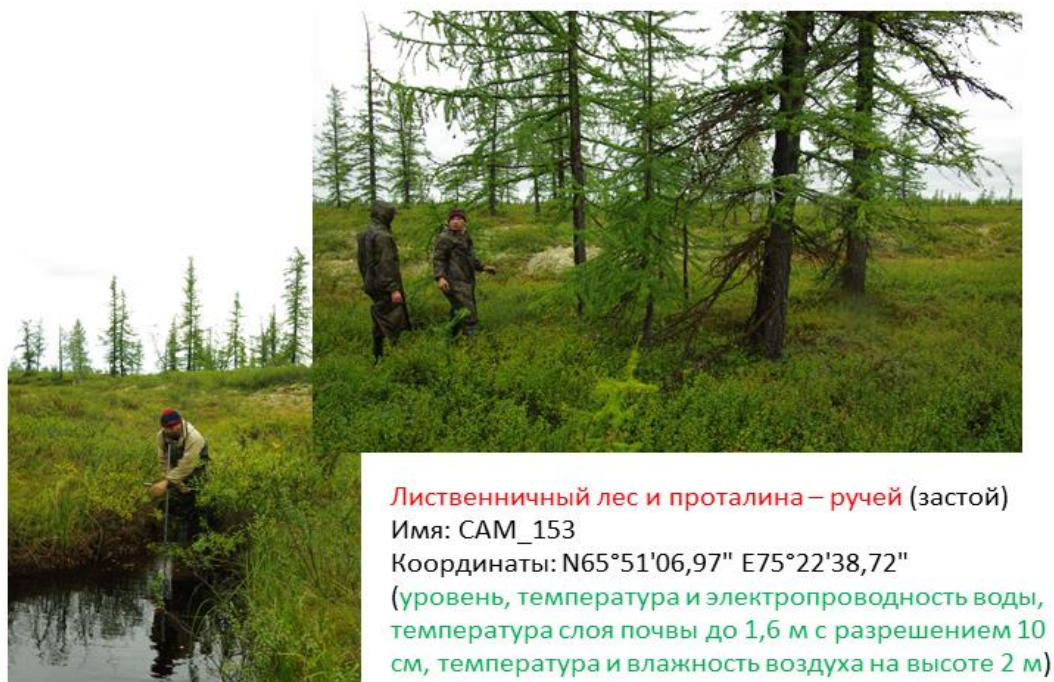 Лиственничный лес и проталина – ручей (застой)
Имя: САМ_153
Координаты: N65°51'06,97" E75°22'38,72"
(уровень, температура и электропроводность воды,
температура слоя почвы до 1,6 м с разрешением 10
см, температура и влажность воздуха на высоте 2 м)